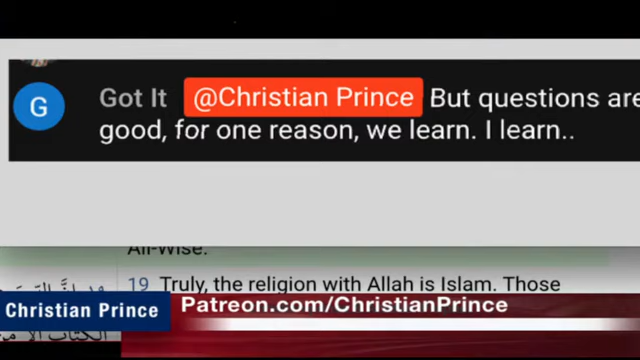 G
Got It @Christian Prince But questions are
good, for one reason, we learn. I learn..
All-Wise.
19 Truly, the religion with Allah is Islam. Those
Christian Prince
Patreon.com/ChristianPrince